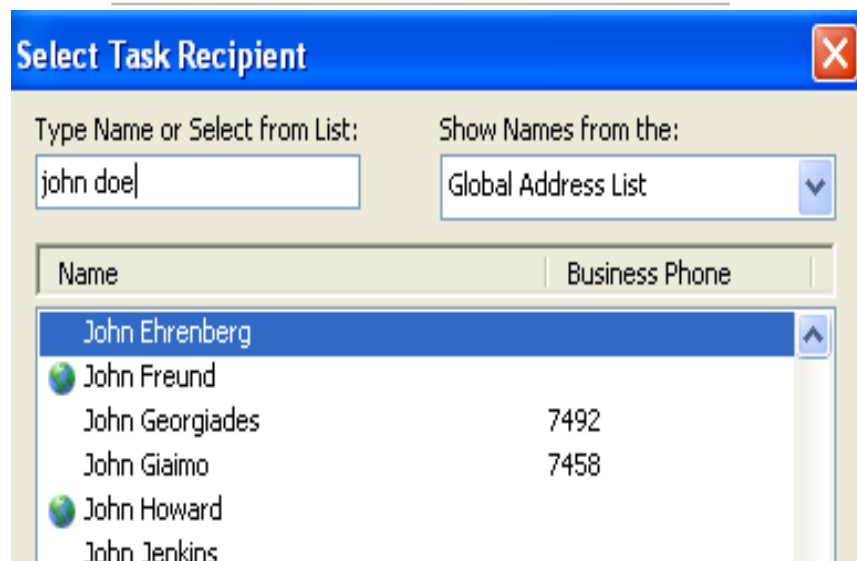 Select Task Recipient
Type Name or Select from List: Show Names from the:
john doe Global Address List
Name Business Phone
John Ehrenberg
John Freund
John Georgiades 7492
John Giaimo 7458
John Howard
John Jenkins